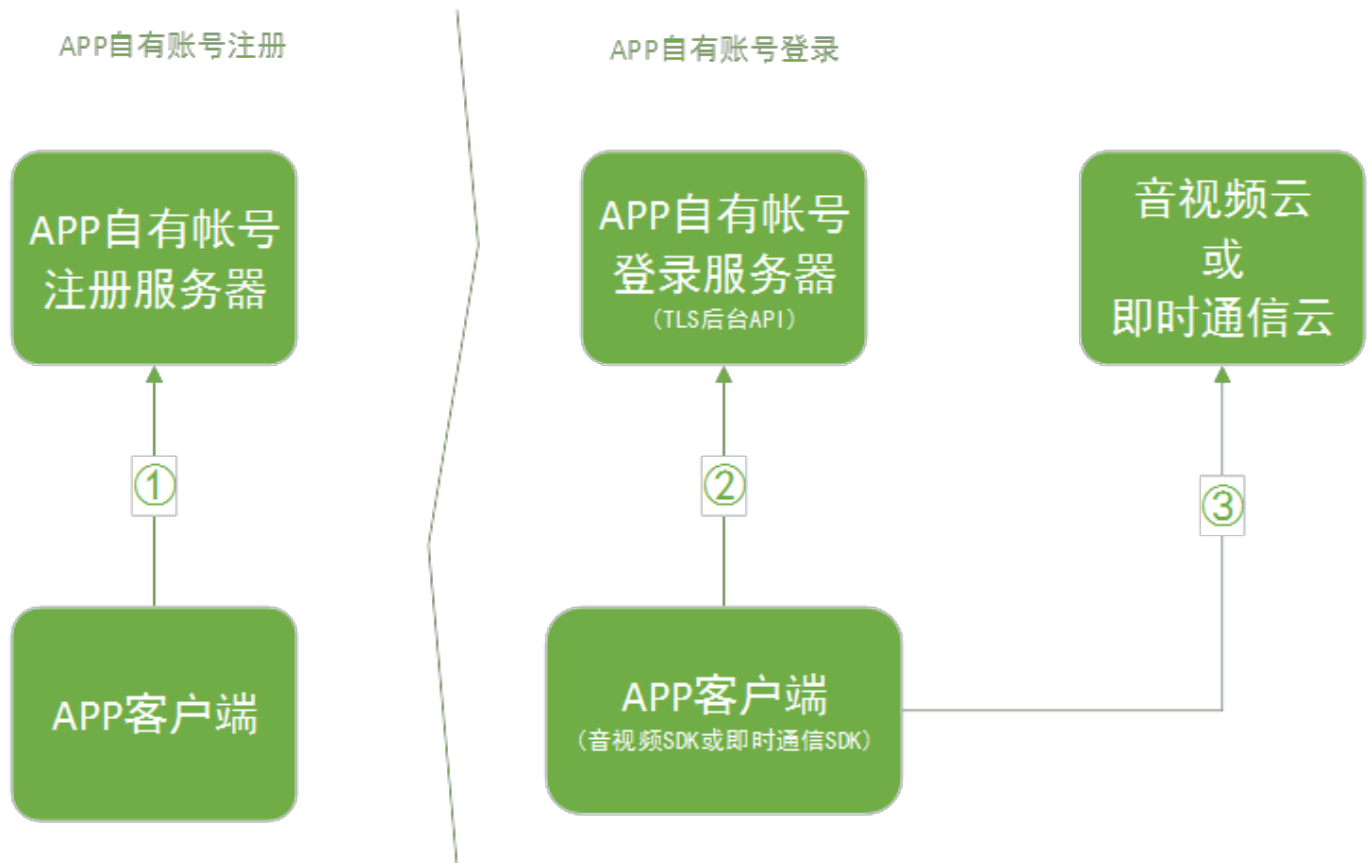 APP自有账号注册
APP自有账号登录
APP自有帐号
注册服务器
APP自有帐号
登录服务器
（TLS后台API）
音视频云
或
即时通信云
①
②
③
APP客户端
APP客户端
（音视频SDK或即时通信SDK）